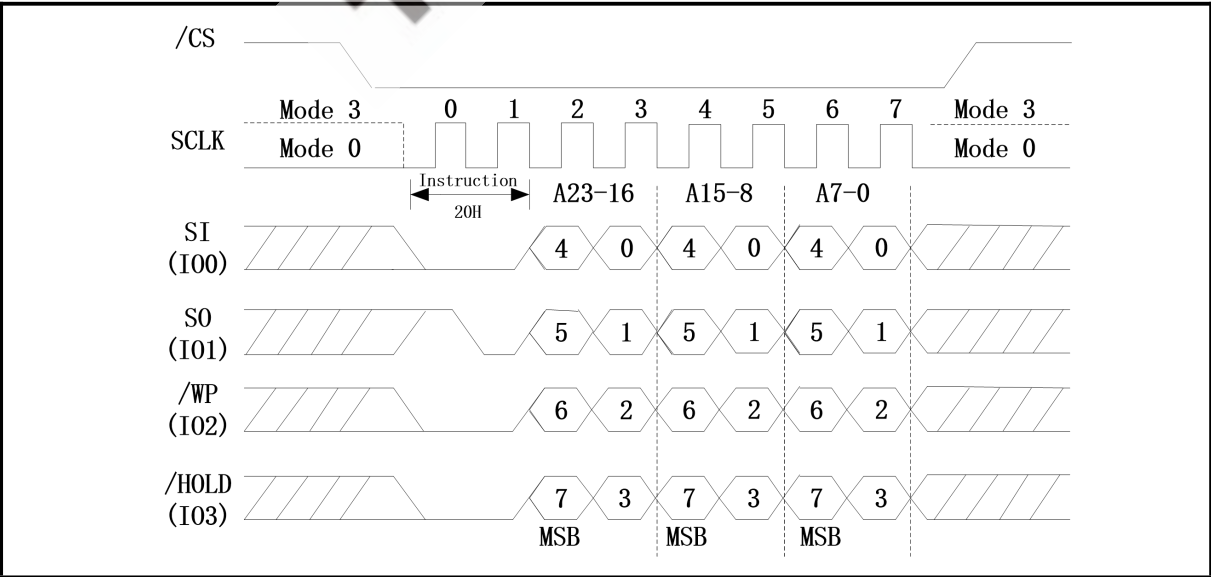 /CS
Mode 3 0 1 2 3 4 5 6 7 Mode 3
SCLK
Mode 0 Mode 0
Instruction
20H
A23-16 A15-8 A7-0
SI
(IO0)
4 0 4 0 4 0
SO
(IO1)
5 1 5 1 5 1
/WP
(IO2)
6 2 6 2 6 2
/HOLD
(IO3)
7 3 7 3 7 3
MSB MSB MSB